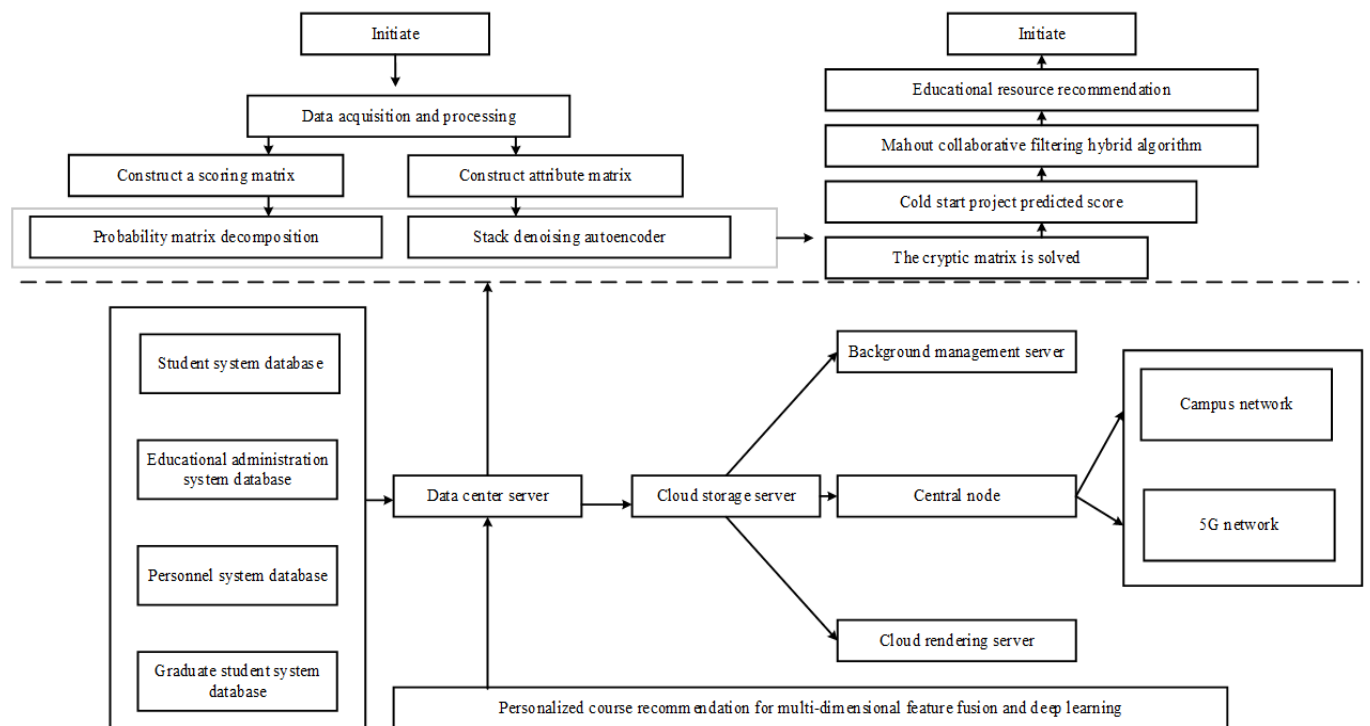 Initiate
Data acquisition and processing
Construct a scoring matrix
Construct attribute matrix
Probability matrix decomposition
Stack denoising autoencoder
Initiate
Educational resource recommendation
Mahout collaborative filtering hybrid algorithm
Cold start project predicted score
The cryptic matrix is solved
Student system database
Educational administration
system database
Personnel system database
Graduate student system
database
Data center server
Cloud storage server
Background management server
Central node
Cloud rendering server
Campus network
5G network
Personalized course recommendation for multi-dimensional feature fusion and deep learning